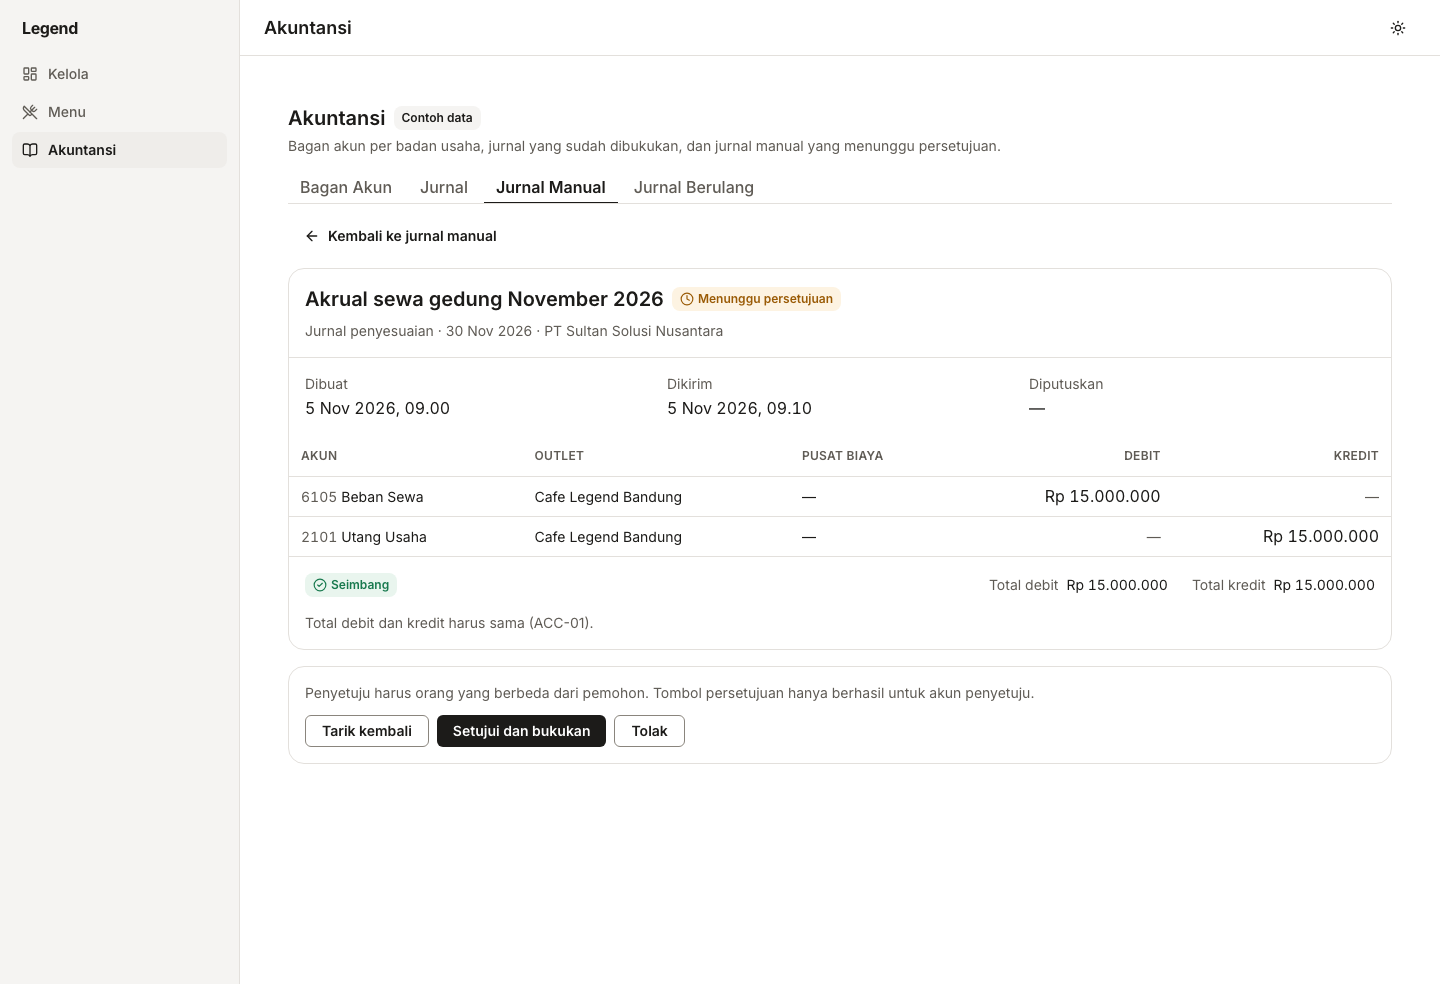 Legend
Akuntansi
Kelola
Menu
Akuntansi
Akuntansi Contoh data
Bagan akun per badan usaha, jurnal yang sudah dibukukan, dan jurnal manual yang menunggu persetujuan.
Bagan Akun Jurnal Jurnal Manual Jurnal Berulang
Kembali ke jurnal manual
Akrual sewa gedung November 2026 Menunggu persetujuan
Jurnal penyesuaian · 30 Nov 2026 · PT Sultan Solusi Nusantara
Dibuat Dikirim Diputuskan
5 Nov 2026, 09.00 5 Nov 2026, 09.10 —
AKUN OUTLET PUSAT BIAYA DEBIT KREDIT
6105 Beban Sewa Cafe Legend Bandung — Rp 15.000.000 —
2101 Utang Usaha Cafe Legend Bandung — — Rp 15.000.000
Seimbang Total debit Rp 15.000.000 Total kredit Rp 15.000.000
Total debit dan kredit harus sama (ACC-01).
Penyetuju harus orang yang berbeda dari pemohon. Tombol persetujuan hanya berhasil untuk akun penyetuju.
Tarik kembali Setujui dan bukukan Tolak